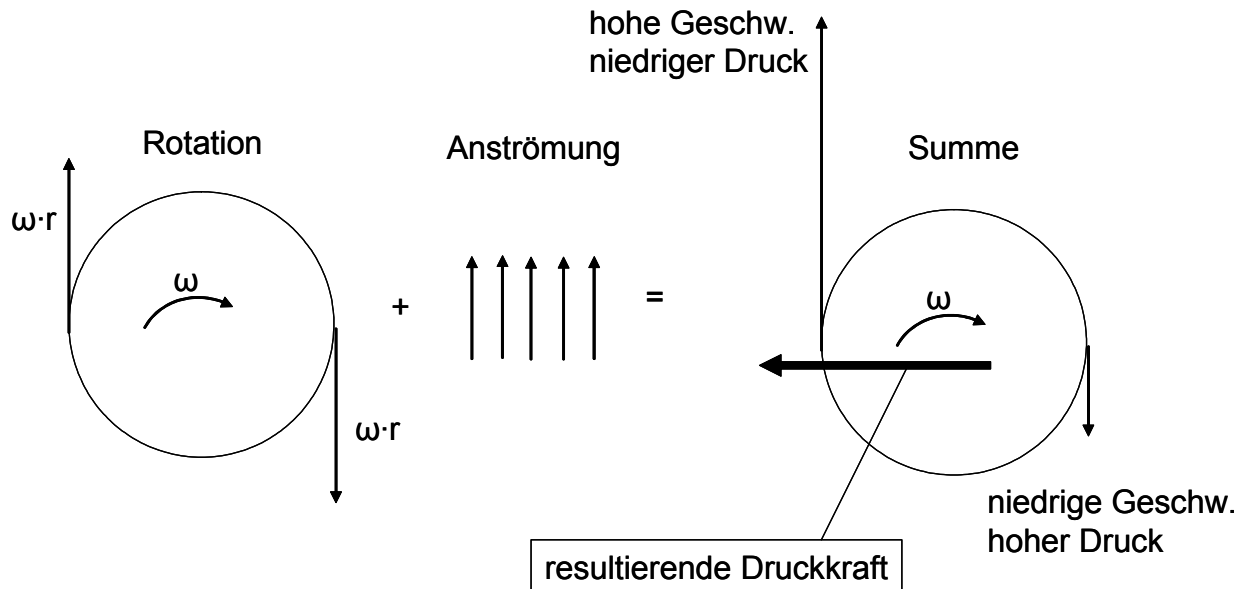 hohe Geschw.
niedriger Druck
Rotation
Anströmung
Summe
ω·r
ω
+
=
ω
ω·r
niedrige Geschw.
hoher Druck
resultierende Druckkraft